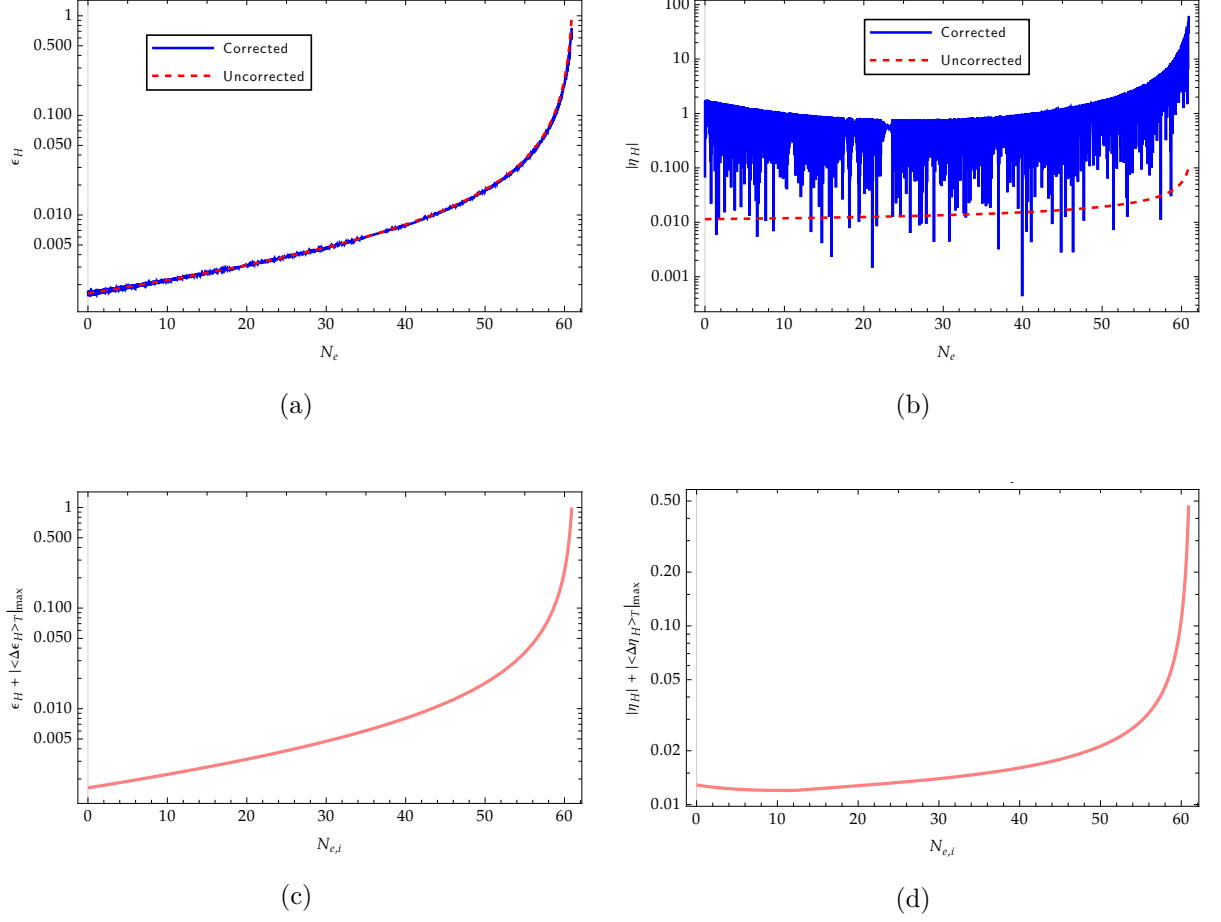 1
0.500
0.100
0.050
0.010
0.005
ϵ_H
Corrected
Uncorrected
0 10 20 30 40 50 60
N_e
(a)
10
1
0.100
0.010
0.001
|η_H|
Corrected
Uncorrected
0 10 20 30 40 50 60
N_e
(b)
1
0.500
0.100
0.050
0.010
0.005
ϵ_H + |<Δϵ_H>_T|_max
0 10 20 30 40 50 60
N_{e,i}
(c)
0.50
0.20
0.10
0.05
0.02
0.01
|η_H| + |<Δη_H>_T|_max
0 10 20 30 40 50 60
N_{e,i}
(d)